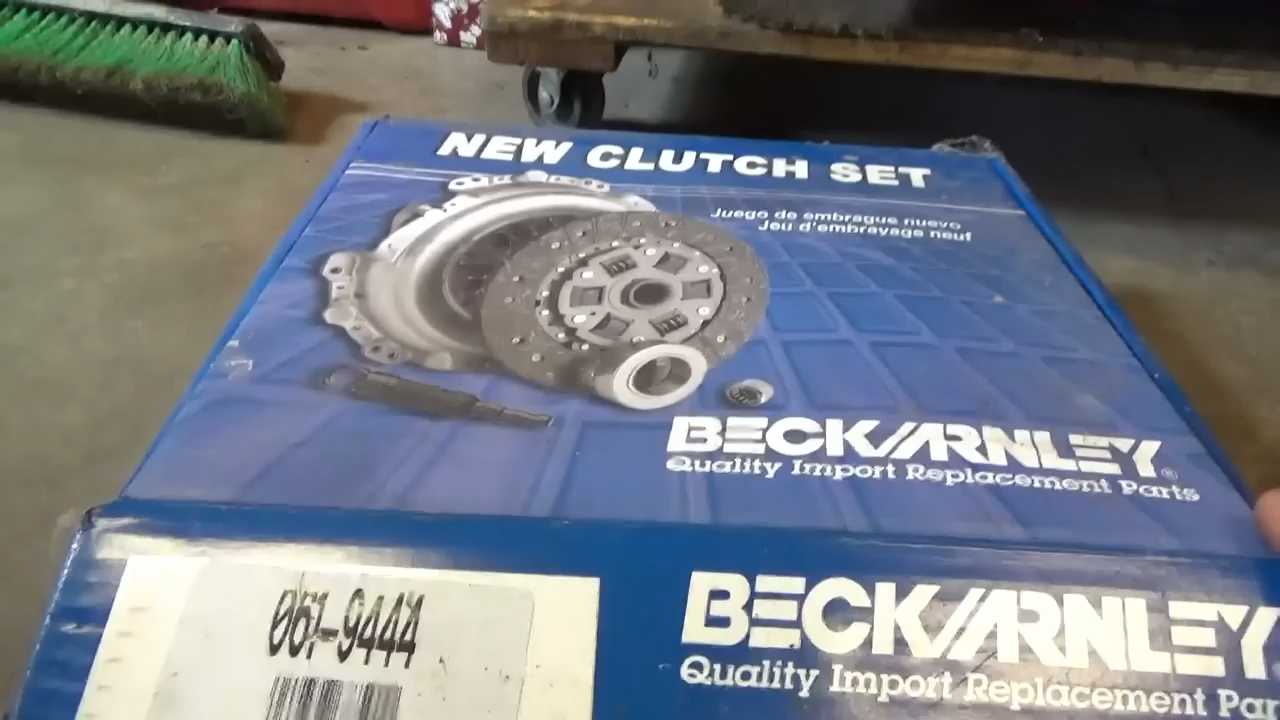 NEW CLUTCH SET
Juego de embrague nuevo
Jeu d'embrayage neuf
BECK/ARNLEY®
Quality Import Replacement Parts
061-9444
BECK/ARNLEY
Quality Import Replacement Par